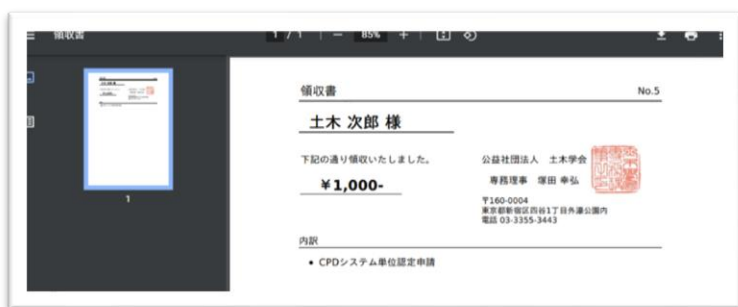 領収書
1 / 1 | − 85% +
領収書 No.5
土木 次郎 様
下記の通り領収いたしました。
¥1,000-
公益社団法人 土木学会
専務理事 塚田 幸弘
〒160-0004
東京都新宿区四谷1丁目外濠公園内
電話 03-3355-3443
1
内訳
• CPDシステム単位認定申請